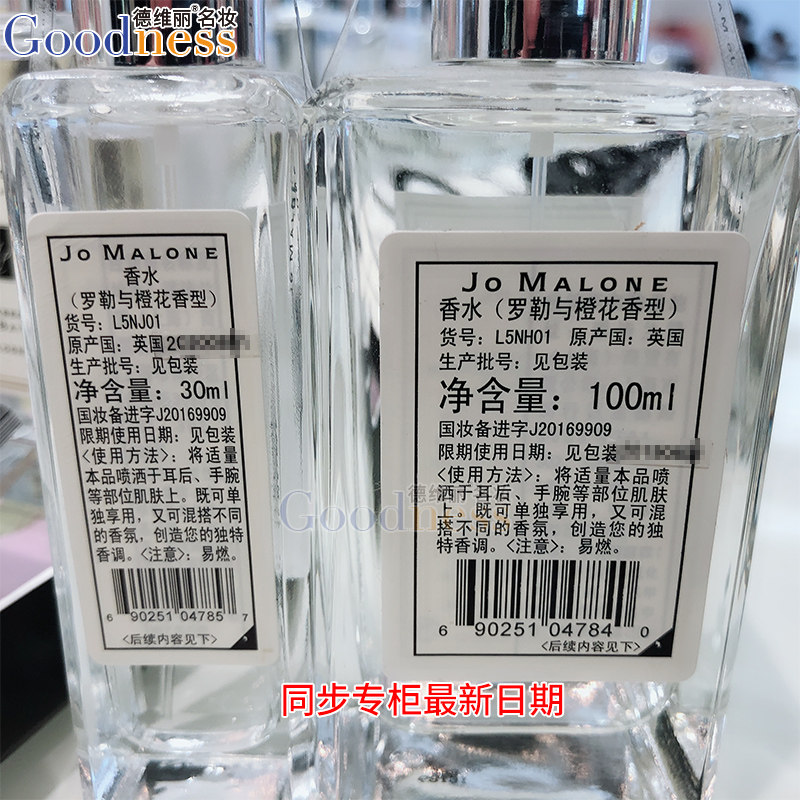 德维丽®名妆
Goodness
JO MALONE
香水
（罗勒与橙花香型）
货号：L5NJ01
原产国：英国
生产批号：见包装
净含量：30ml
国妆备进字J20169909
限期使用日期：见包装
<使用方法>：将适量
本品喷洒于耳后、手腕
等部位肌肤上。既可单
独享用，又可混搭不同
的香氛，创造您的独特
香调。<注意>：易燃。
6 90251 04785 7
<后续内容见下>
JO MALONE
香水（罗勒与橙花香型）
货号：L5NH01 原产国：英国
生产批号：见包装
净含量：100ml
国妆备进字J20169909
限期使用日期：见包装
<使用方法>：将适量本品喷
洒于耳后、手腕等部位肌肤
上。既可单独享用，又可混
搭不同的香氛，创造您的独
特香调。<注意>：易燃。
6 90251 04784 0
<后续内容见下>
德维丽®名妆
Goodness
同步专柜最新日期